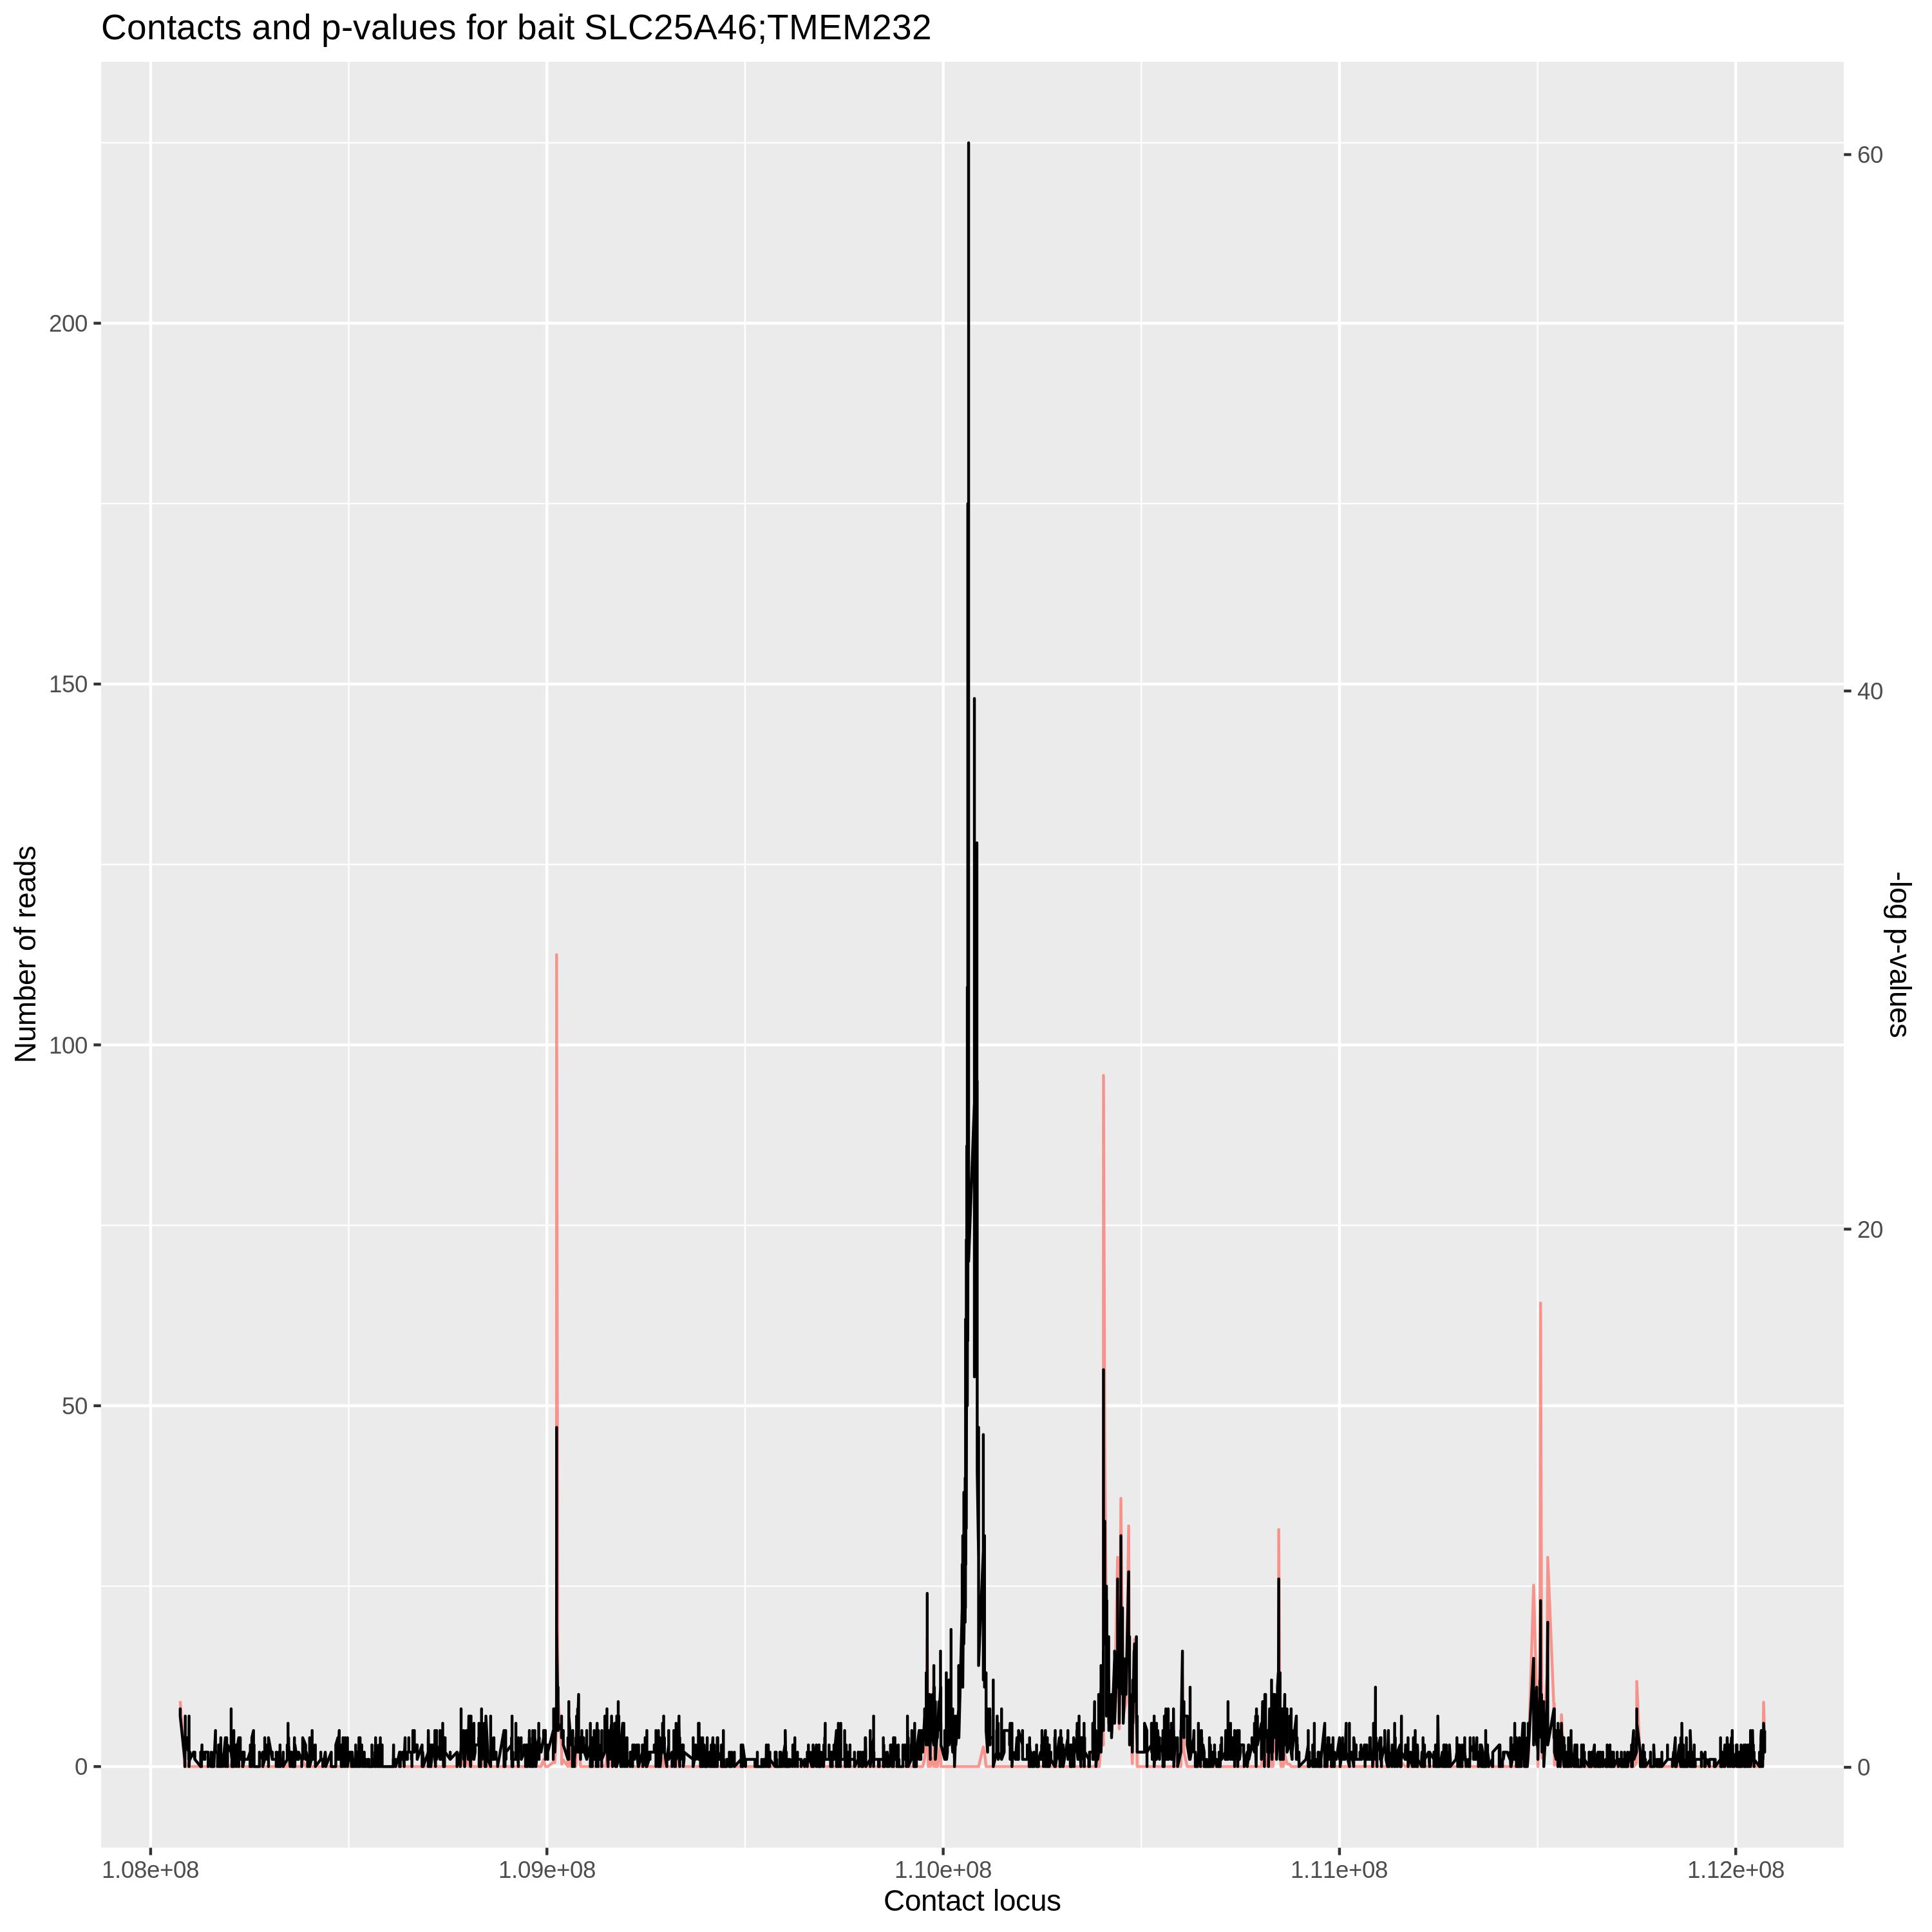 Contacts and p-values for bait SLC25A46;TMEM232
Number of reads
200
150
100
50
0
60
40
20
0
-log p-values
1.08e+08 1.09e+08 1.10e+08 1.11e+08 1.12e+08
Contact locus